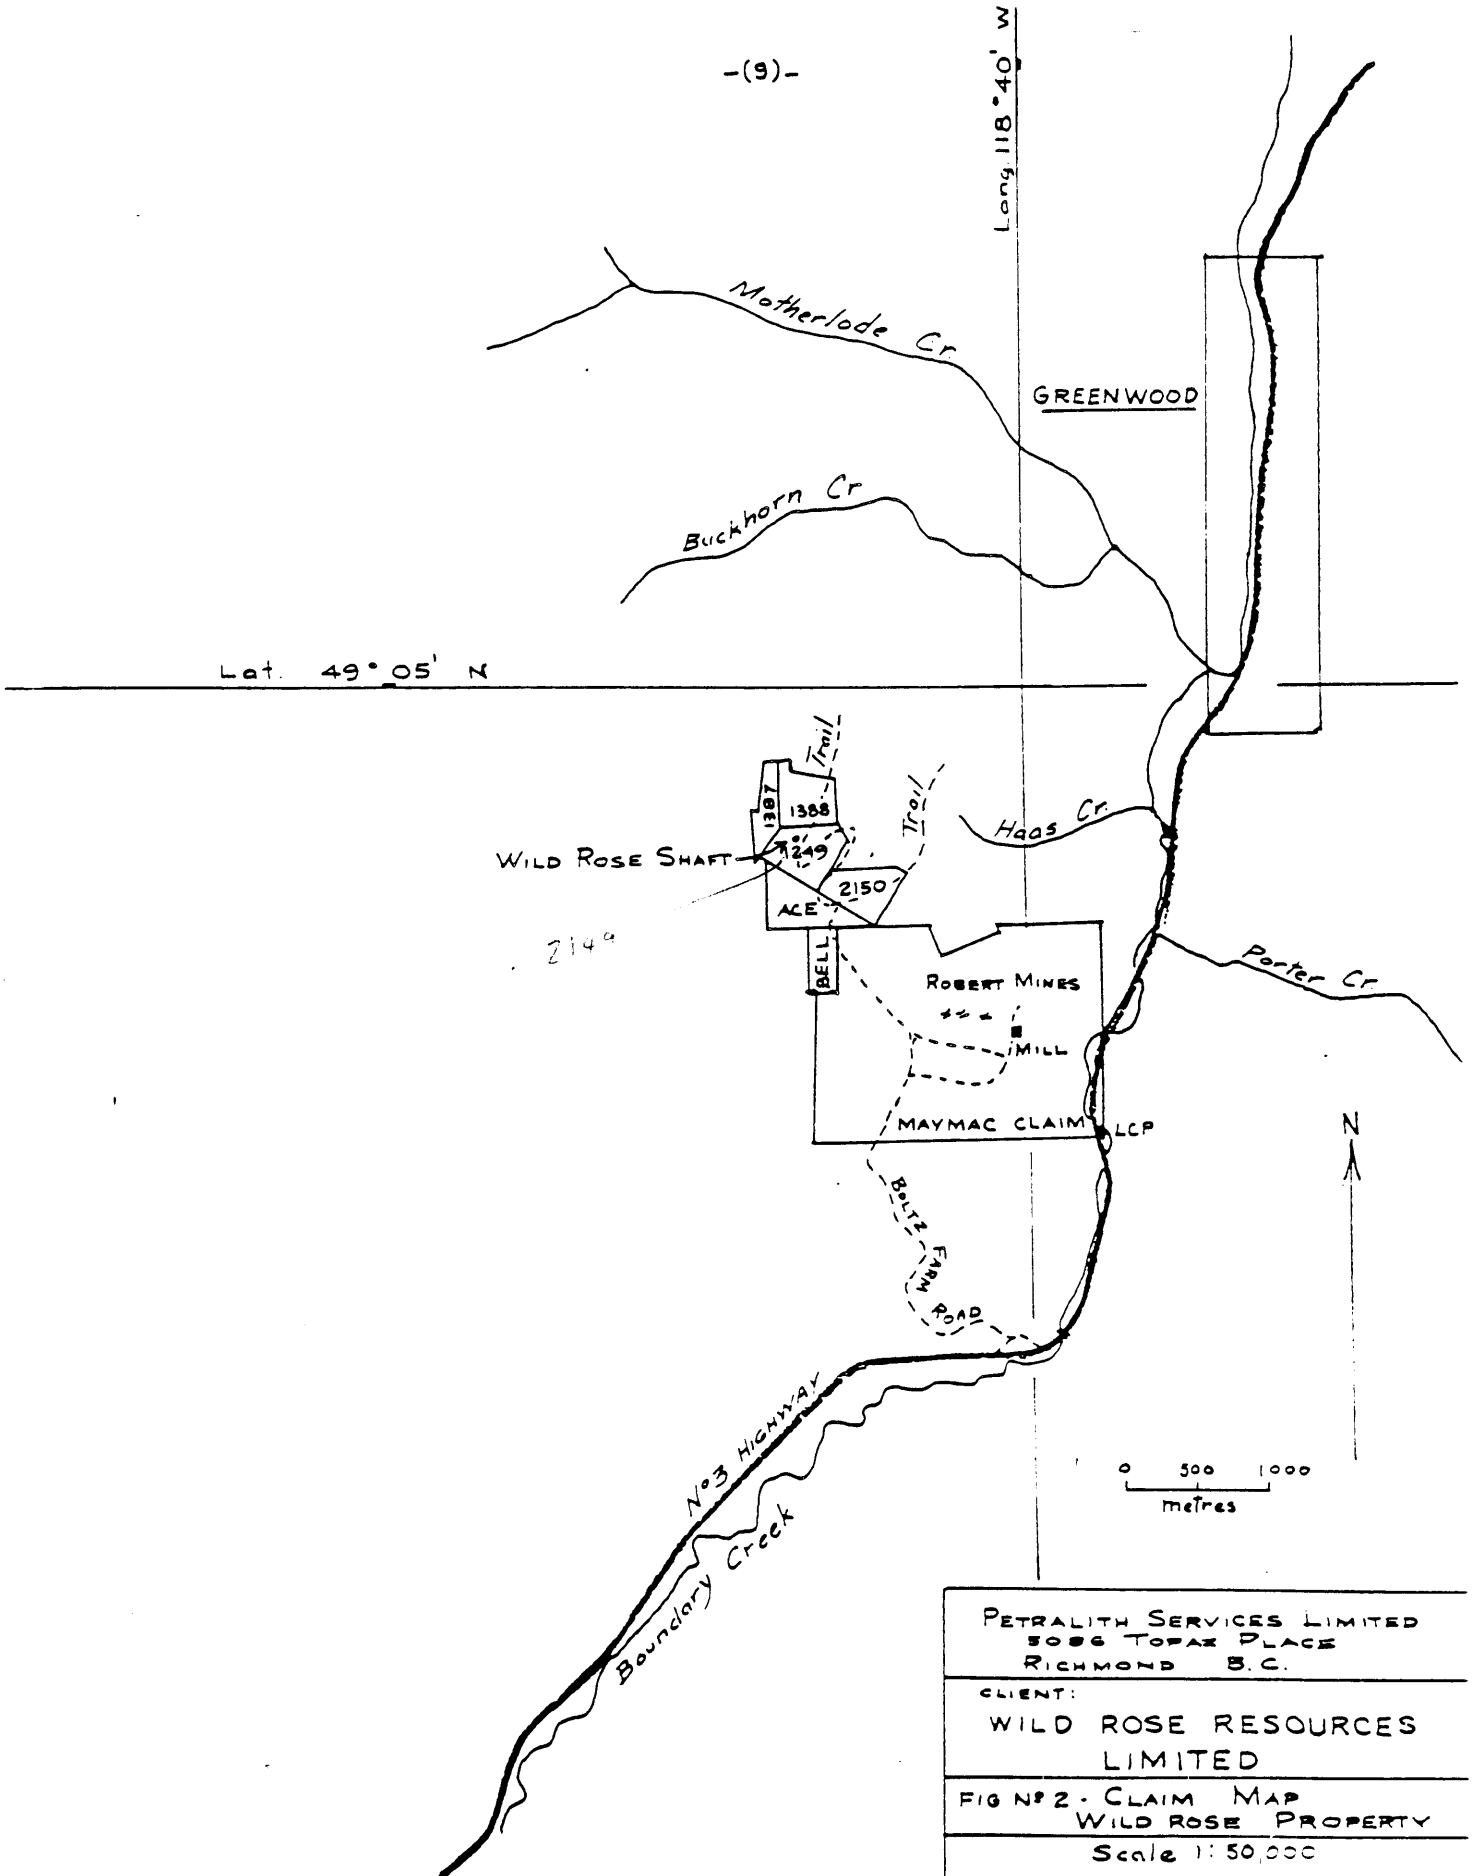 -(9)-
Long. 118° 40' W
Motherlode Cr.
GREENWOOD
Buckhorn Cr
Lat. 49° 05' N
Trail
Trail
1387
1388
Haas Cr.
WILD ROSE SHAFT
1249
2150
ACE
2149
BELL
Porter Cr.
ROBERT MINES
MILL
MAYMAC CLAIM
LCP
N
BOLTZ FARM ROAD
Nº3 HIGHWAY
Boundary Creek
0 500 1000
metres
PETRALITH SERVICES LIMITED
TOPAZ PLACE
RICHMOND B.C.
CLIENT:
WILD ROSE RESOURCES
LIMITED
FIG Nº 2 - CLAIM MAP
WILD ROSE PROPERTY
Scale 1:50,000